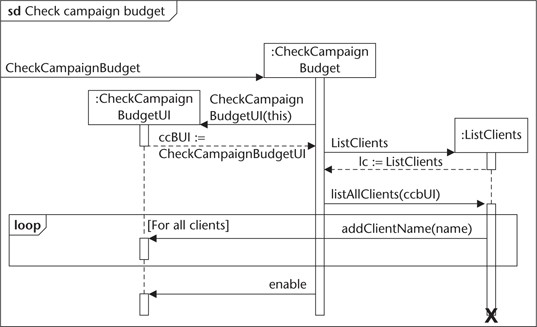 sd Check campaign budget
CheckCampaignBudget
:CheckCampaign
Budget
:CheckCampaign
BudgetUI
CheckCampaign
BudgetUI(this)
ccBUI :=
CheckCampaignBudgetUI
ListClients
:ListClients
lc := ListClients
listAllClients(ccbUI)
loop
[For all clients]
addClientName(name)
enable
X